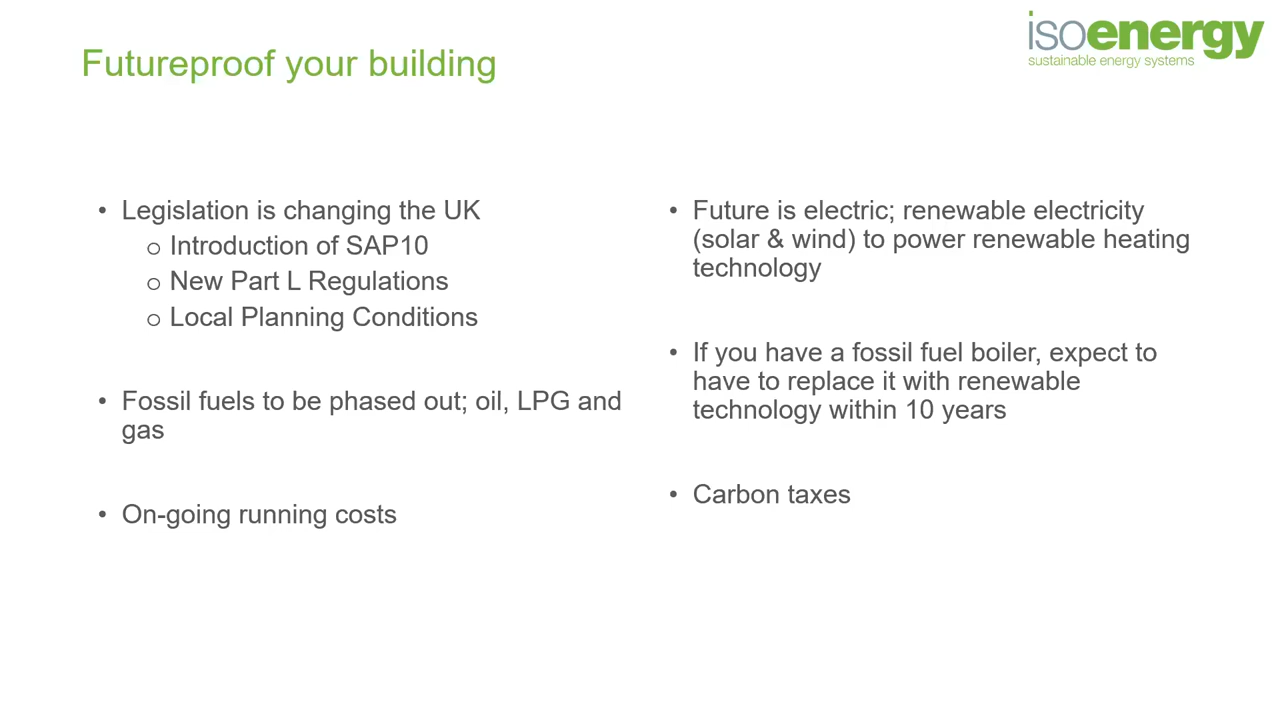 Futureproof your building
isoenergy
sustainable energy systems
• Legislation is changing the UK
o Introduction of SAP10
o New Part L Regulations
o Local Planning Conditions
• Fossil fuels to be phased out; oil, LPG and
gas
• On-going running costs
• Future is electric; renewable electricity
(solar & wind) to power renewable heating
technology
• If you have a fossil fuel boiler, expect to
have to replace it with renewable
technology within 10 years
• Carbon taxes